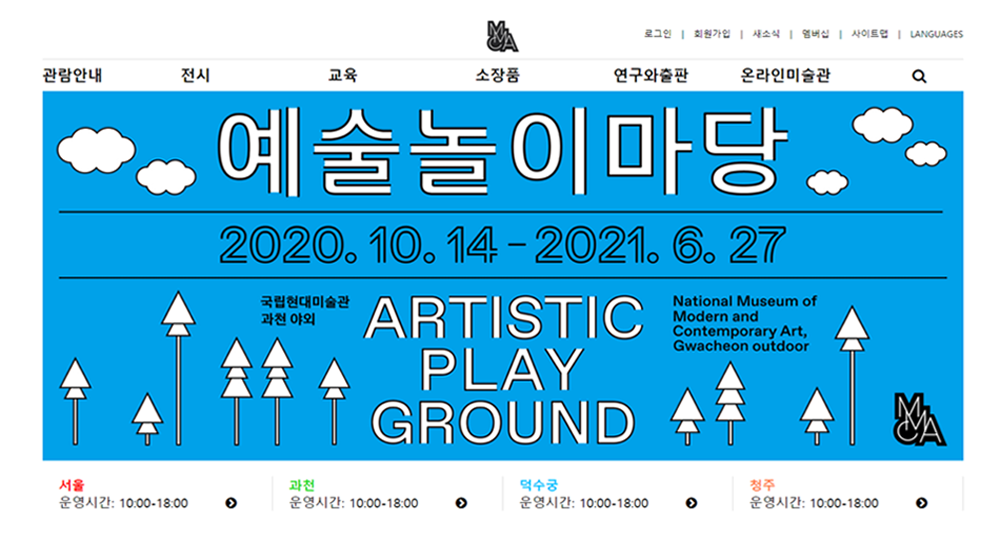 MMCA
로그인 | 회원가입 | 새소식 | 멤버십 | 사이트맵 | LANGUAGES
관람안내 전시 교육 소장품 연구와출판 온라인미술관
예술놀이마당
2020. 10. 14 - 2021. 6. 27
국립현대미술관
과천 야외
ARTISTIC
PLAY
GROUND
National Museum of
Modern and
Contemporary Art,
Gwacheon outdoor
MMCA
서울
운영시간: 10:00-18:00
과천
운영시간: 10:00-18:00
덕수궁
운영시간: 10:00-18:00
청주
운영시간: 10:00-18:00